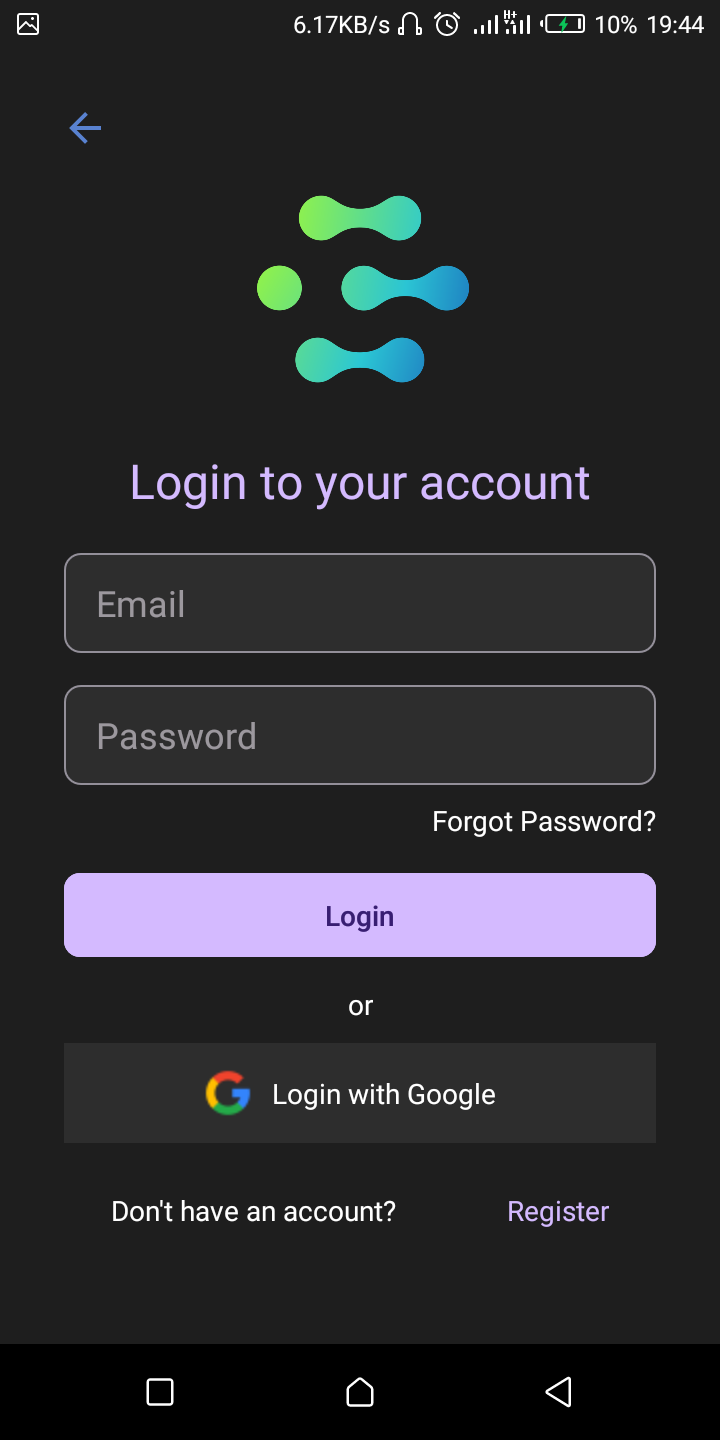 6.17KB/s H+ 10% 19:44
Login to your account
Email
Password
Forgot Password?
Login
or
Login with Google
Don't have an account? Register